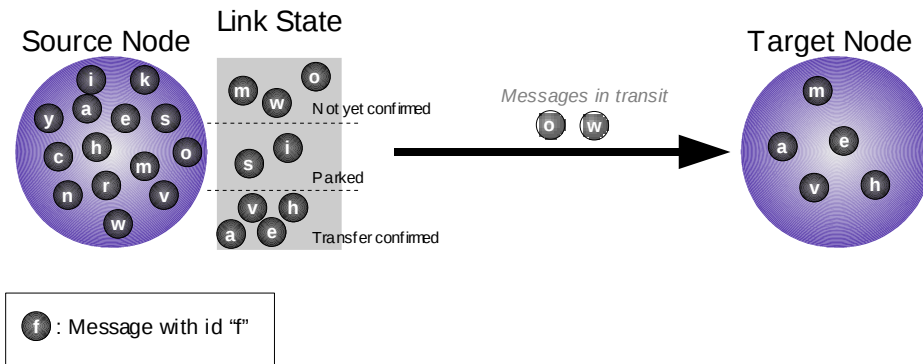 Link State
Source Node
Target Node
i k
y a e s
c h m o
n r v
w
m w o
Not yet confirmed
s i
Parked
v h
a e
Transfer confirmed
Messages in transit
o w
m
a e
v h
f : Message with id “f”